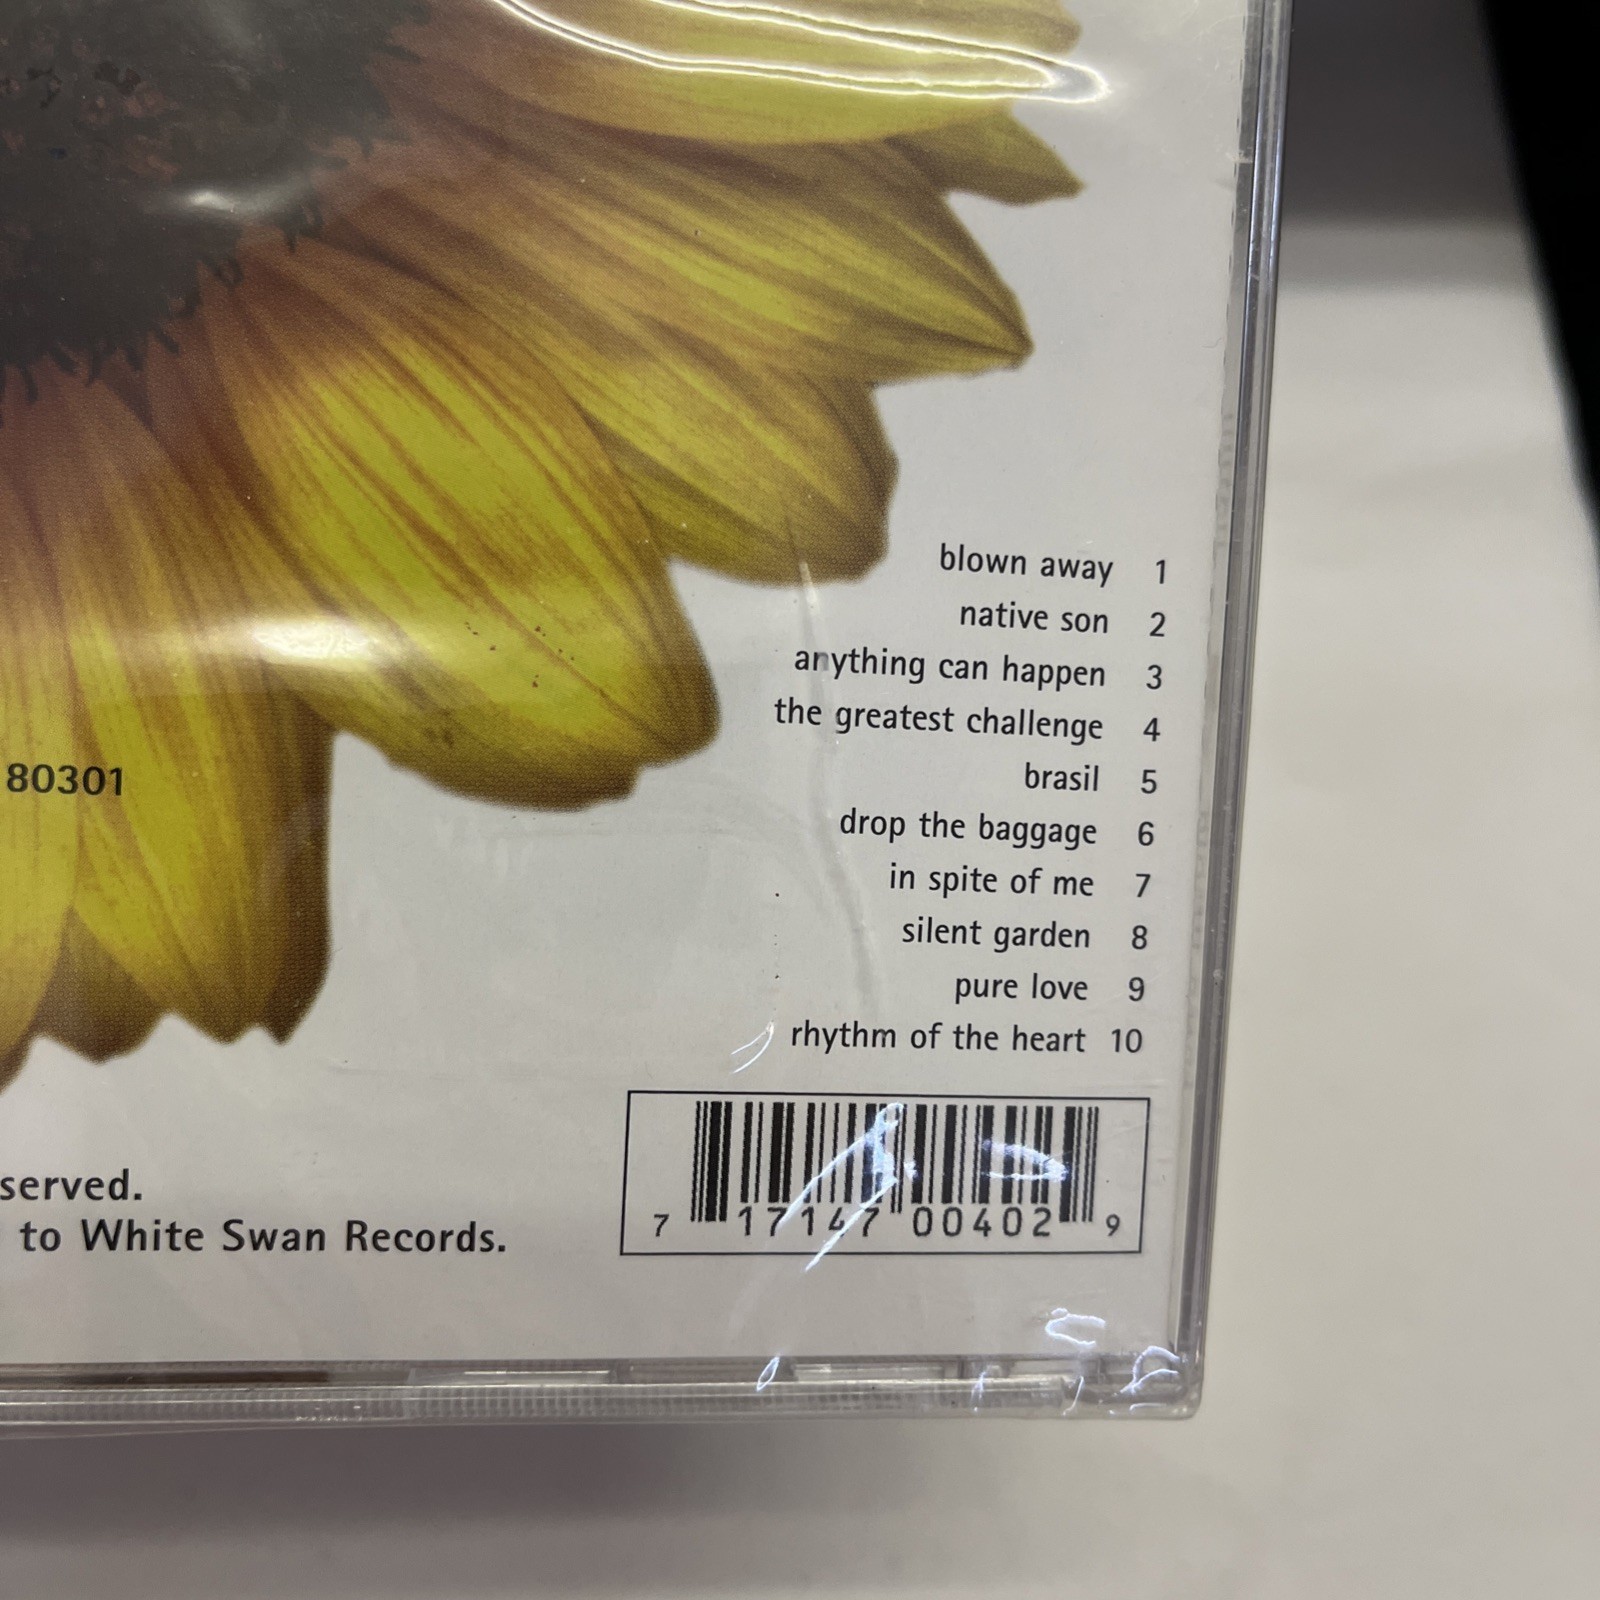 blown away 1
native son 2
anything can happen 3
the greatest challenge 4
brasil 5
80301
drop the baggage 6
in spite of me 7
silent garden 8
pure love 9
rhythm of the heart 10
served.
to White Swan Records.
7 17147 00402 9